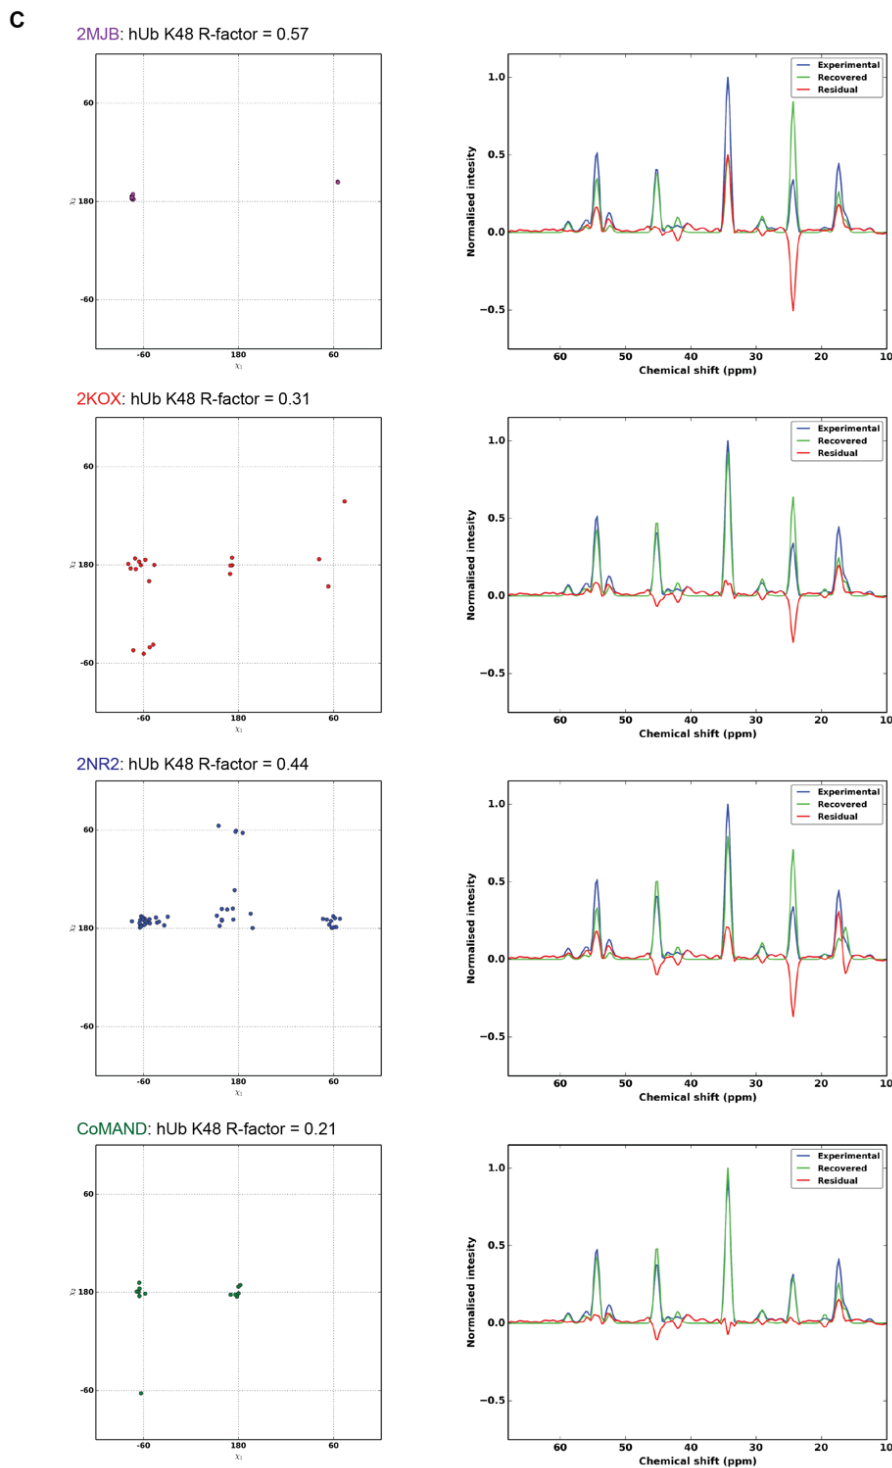 C
2MJB: hUb K48 R-factor = 0.57
60
180
-60
-60 180 60
χ1
Experimental
Recovered
Residual
1.0
0.5
0.0
−0.5
Normalised intesity
60 50 40 30 20 10
Chemical shift (ppm)
2KOX: hUb K48 R-factor = 0.31
60
180
-60
-60 180 60
χ1
Experimental
Recovered
Residual
1.0
0.5
0.0
−0.5
Normalised intesity
60 50 40 30 20 10
Chemical shift (ppm)
2NR2: hUb K48 R-factor = 0.44
60
180
-60
-60 180 60
χ1
Experimental
Recovered
Residual
1.0
0.5
0.0
−0.5
Normalised intesity
60 50 40 30 20 10
Chemical shift (ppm)
CoMAND: hUb K48 R-factor = 0.21
60
180
-60
-60 180 60
χ1
Experimental
Recovered
Residual
1.0
0.5
0.0
−0.5
Normalised intesity
60 50 40 30 20 10
Chemical shift (ppm)